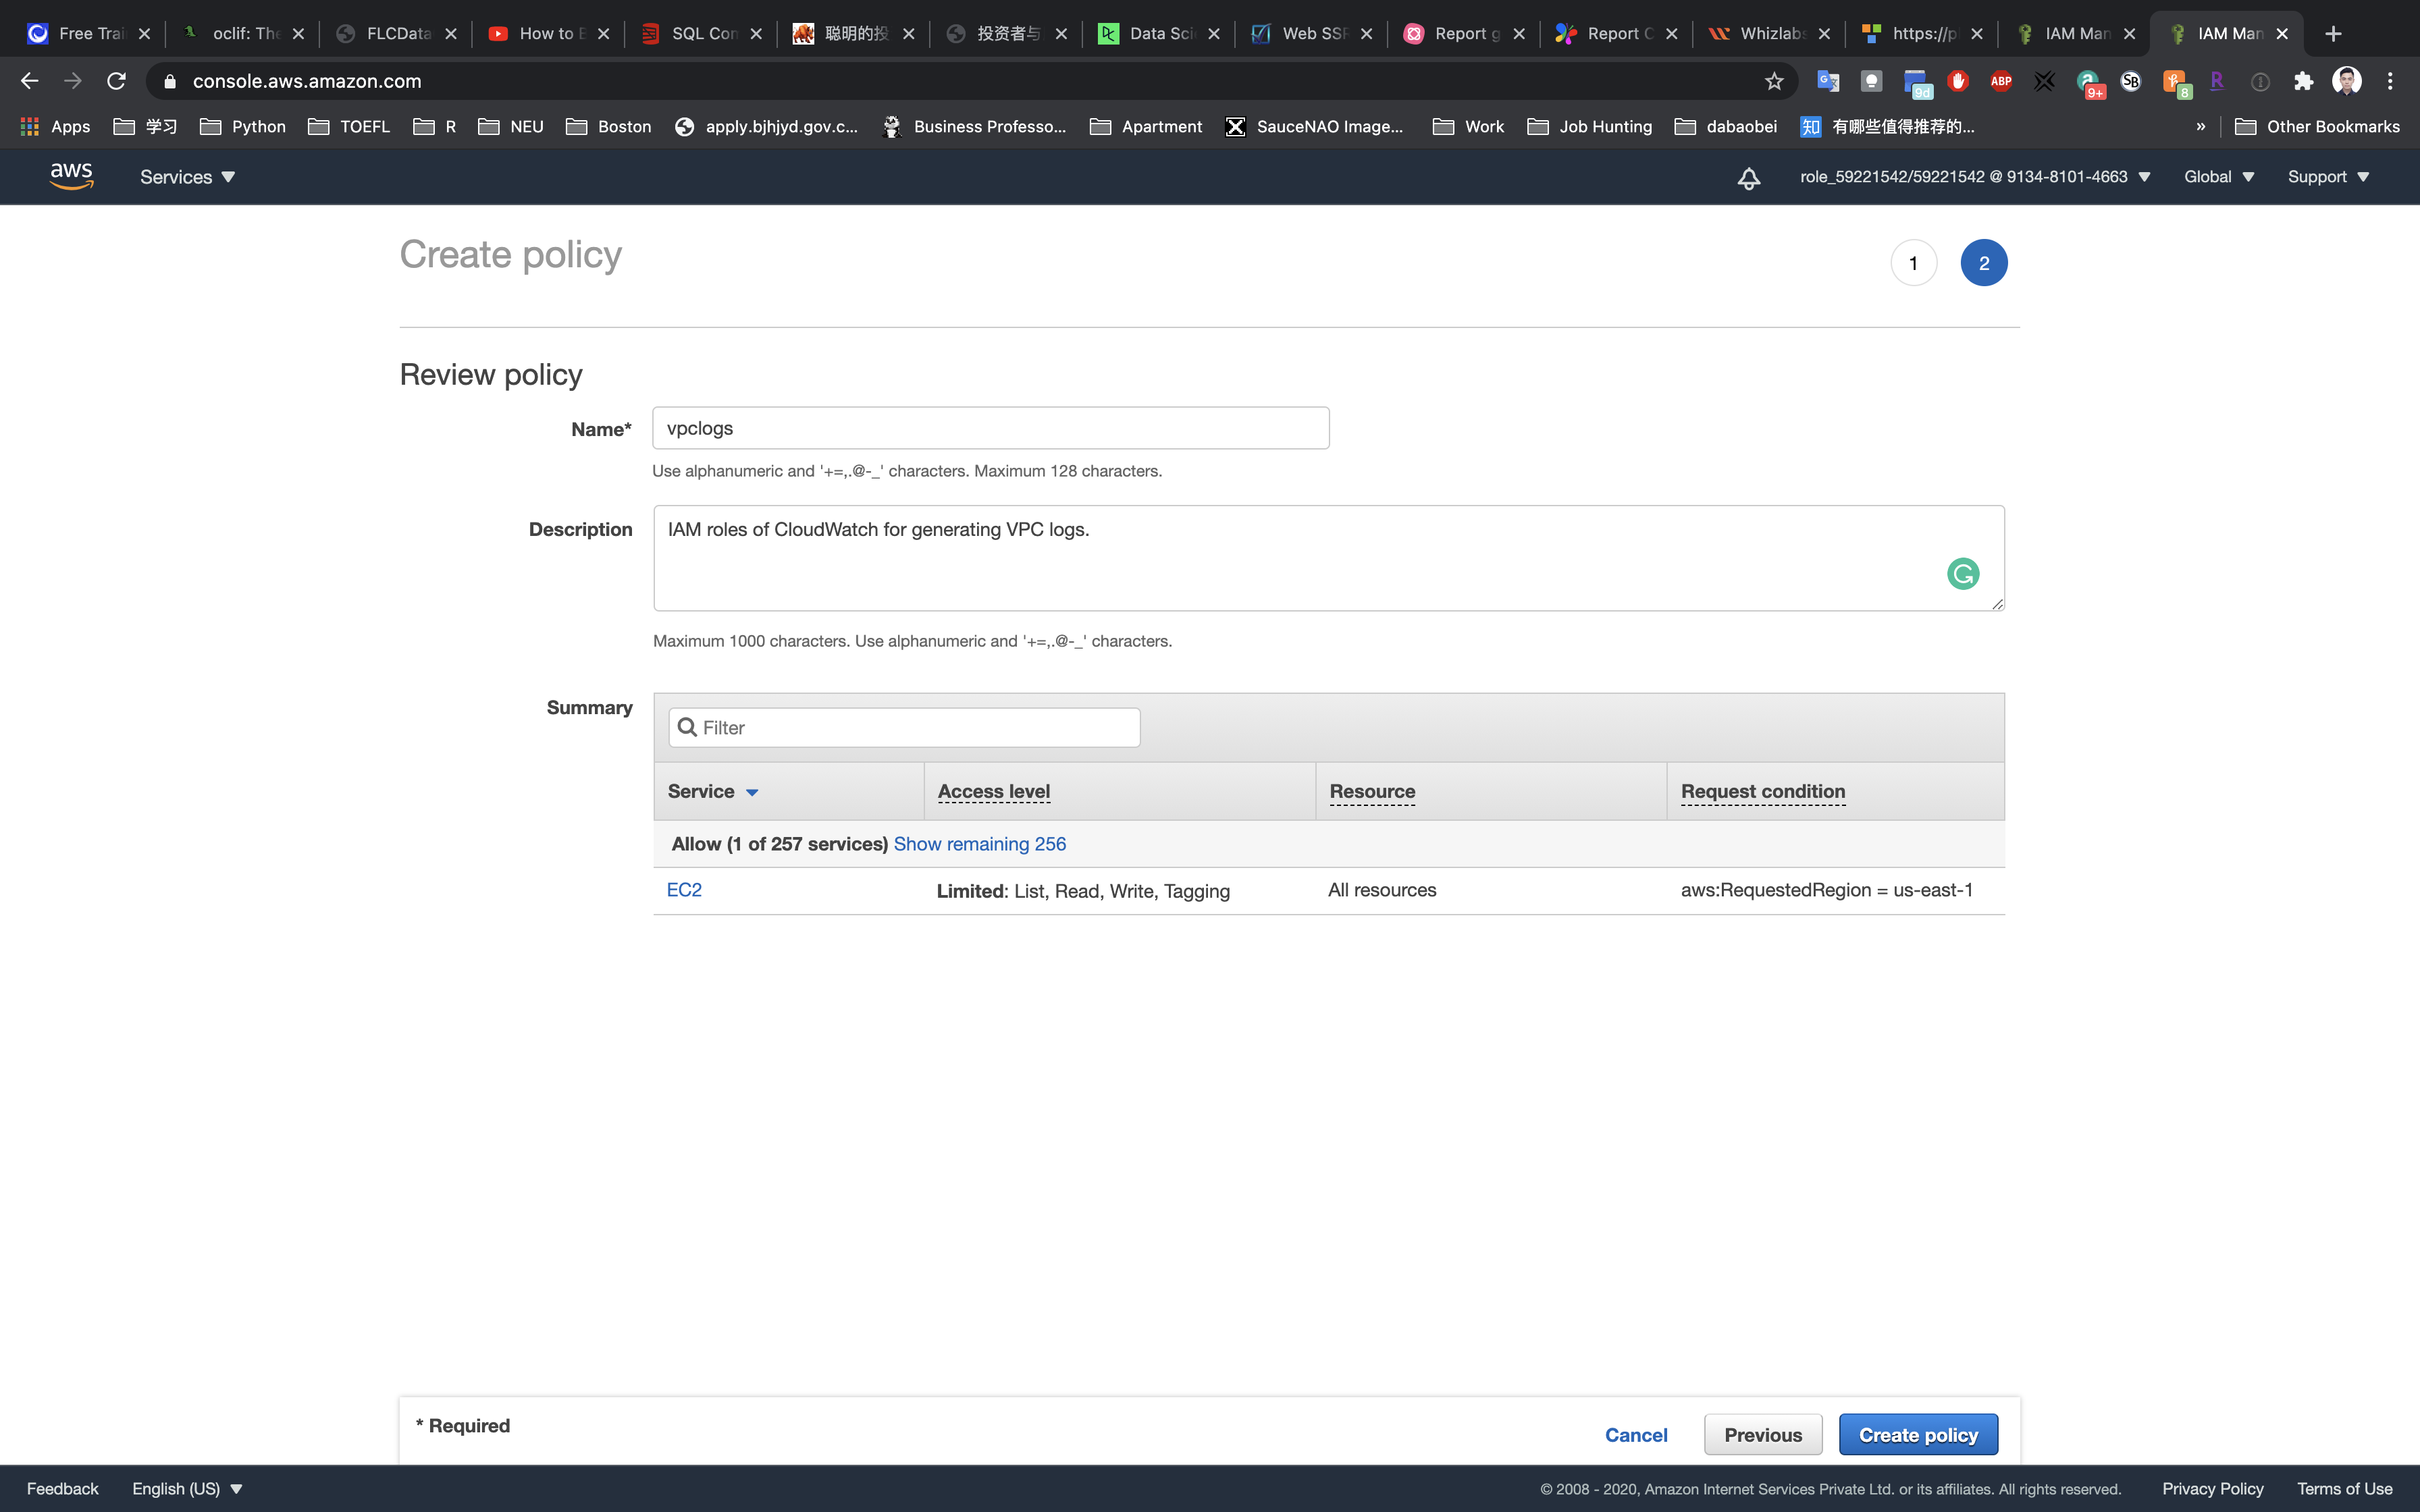 Free Trai
oclif: The
FLCData
How to E
SQL Con
聪明的投
投资者与
Data Sci
Web SSR
Report g
Report C
Whizlabs
https://p
IAM Man
IAM Man
console.aws.amazon.com
9d
ABP
9+
SB
8
R
Apps
学习
Python
TOEFL
R
NEU
Boston
apply.bjhjyd.gov.c...
Business Professo...
Apartment
SauceNAO Image...
Work
Job Hunting
dabaobei
知 有哪些值得推荐的...
»
Other Bookmarks
aws
Services
role_59221542/59221542 @ 9134-8101-4663
Global
Support
Create policy
1
2
Review policy
Name*
vpclogs
Use alphanumeric and '+=,.@-_' characters. Maximum 128 characters.
Description
IAM roles of CloudWatch for generating VPC logs.
Maximum 1000 characters. Use alphanumeric and '+=,.@-_' characters.
Summary
Filter
Service
Access level
Resource
Request condition
Allow (1 of 257 services) Show remaining 256
EC2
Limited: List, Read, Write, Tagging
All resources
aws:RequestedRegion = us-east-1
* Required
Cancel
Previous
Create policy
Feedback
English (US)
© 2008 - 2020, Amazon Internet Services Private Ltd. or its affiliates. All rights reserved.
Privacy Policy
Terms of Use